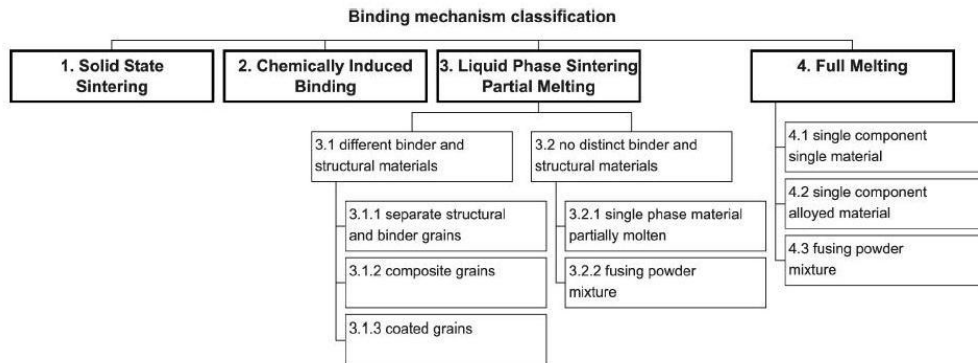 Binding mechanism classification
1. Solid State
Sintering
2. Chemically Induced
Binding
3. Liquid Phase Sintering
Partial Melting
4. Full Melting
3.1 different binder and
structural materials
3.1.1 separate structural
and binder grains
3.1.2 composite grains
3.1.3 coated grains
3.2 no distinct binder and
structural materials
3.2.1 single phase material
partially molten
3.2.2 fusing powder
mixture
4.1 single component
single material
4.2 single component
alloyed material
4.3 fusing powder
mixture